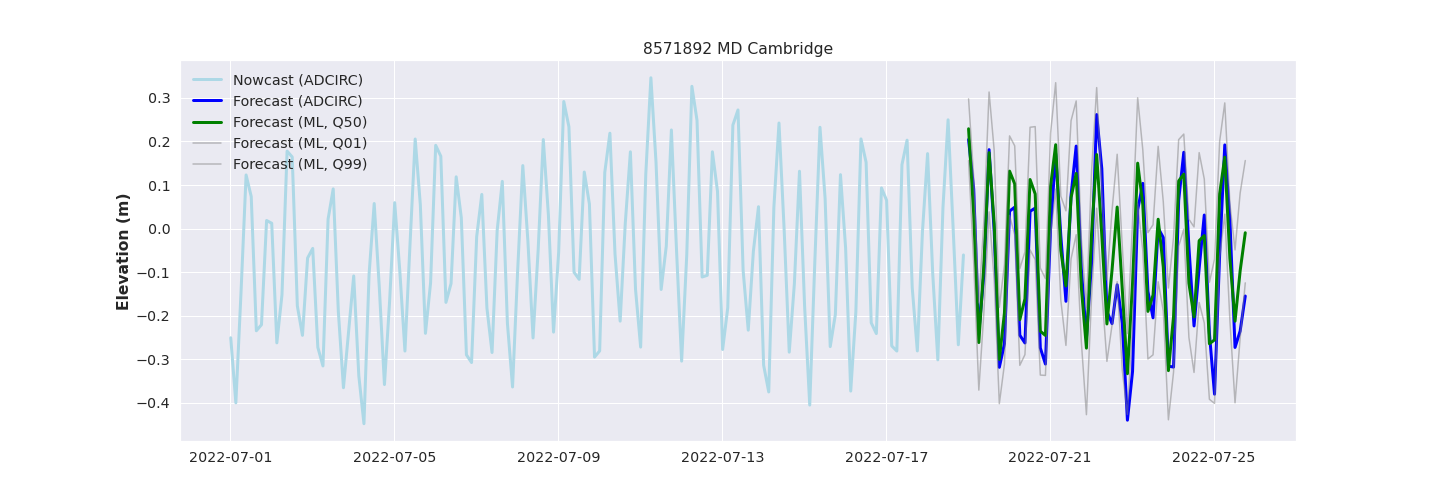 8571892 MD Cambridge
Nowcast (ADCIRC)
Forecast (ADCIRC)
Forecast (ML, Q50)
Forecast (ML, Q01)
Forecast (ML, Q99)
Elevation (m)
0.3
0.2
0.1
0.0
−0.1
−0.2
−0.3
−0.4
2022-07-01
2022-07-05
2022-07-09
2022-07-13
2022-07-17
2022-07-21
2022-07-25